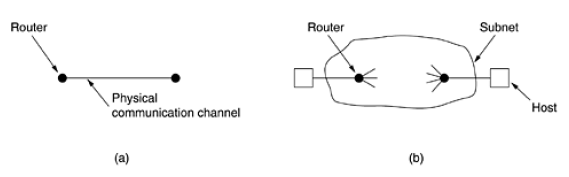 Router
Physical
communication channel
(a)
Router
Subnet
Host
(b)